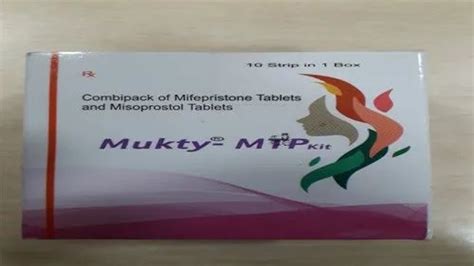 10 Strip in 1 Box
Rx
Combipack of Mifepristone Tablets
and Misoprostol Tablets
Mukty- MTP Kit